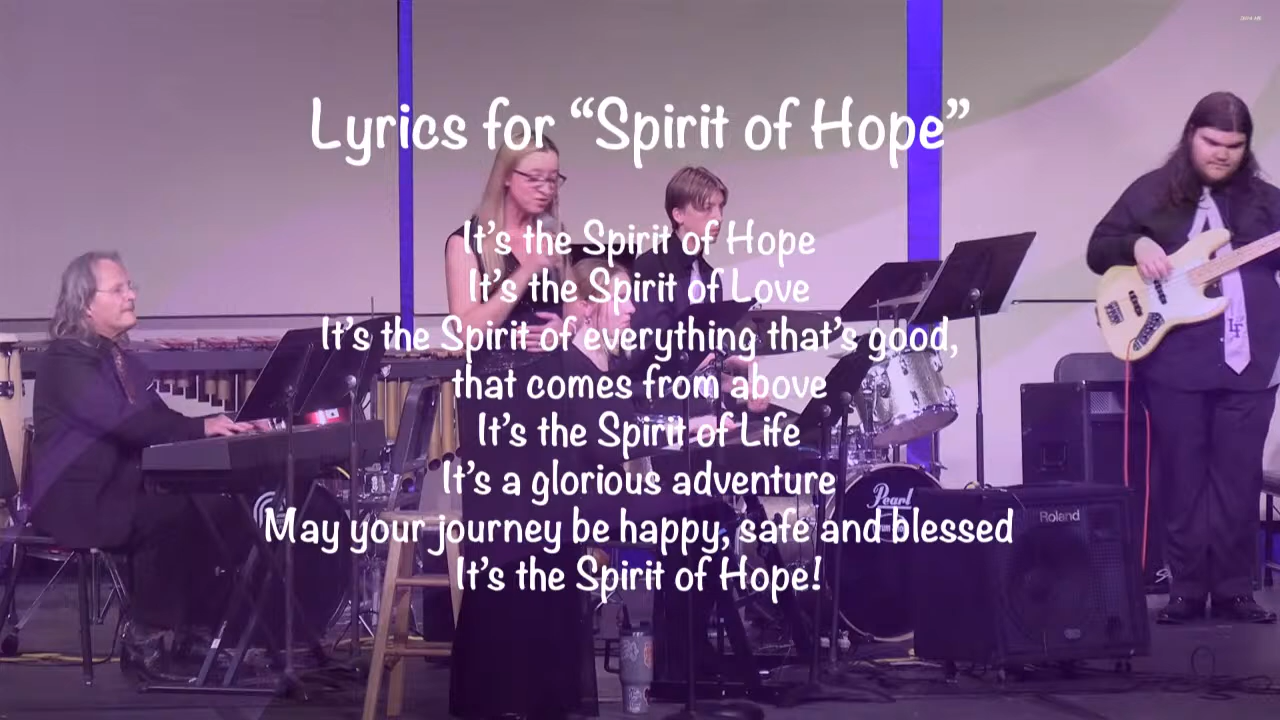 Lyrics for “Spirit of Hope”
It’s the Spirit of Hope
It’s the Spirit of Love
It’s the Spirit of everything that’s good,
that comes from above
It’s the Spirit of Life
It’s a glorious adventure
May your journey be happy, safe and blessed
It’s the Spirit of Hope!
Pearl
Roland
LF